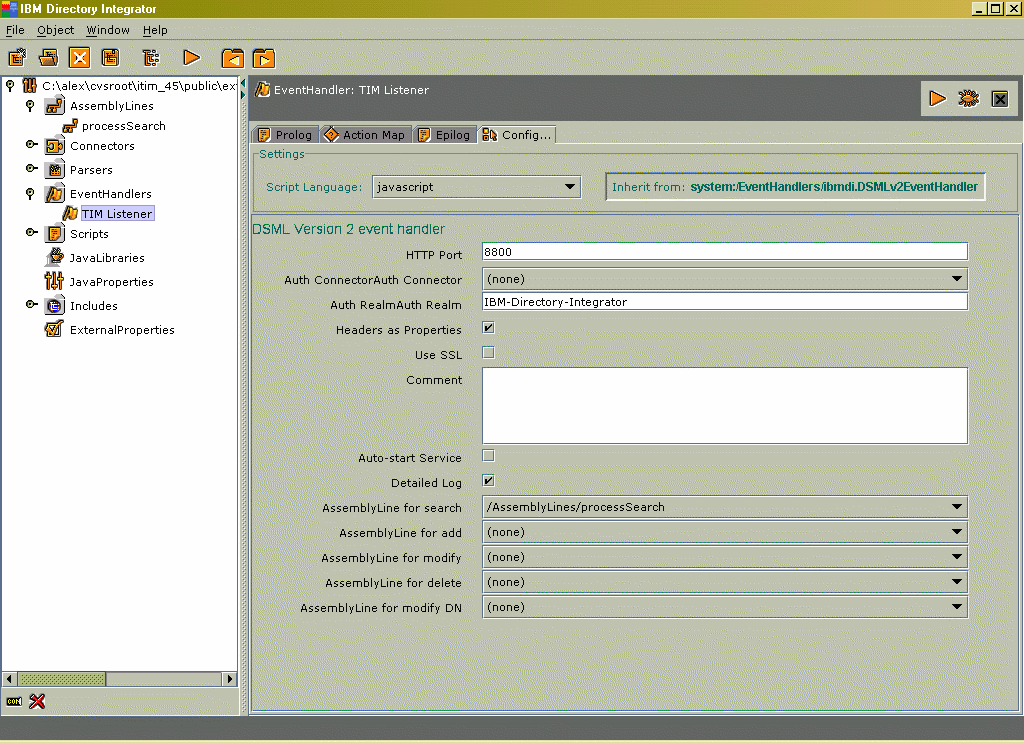 IBM Directory Integrator
File Object Window Help
C:\alex\cvsroot\itim_45\public\ex
AssemblyLines
processSearch
Connectors
Parsers
EventHandlers
TIM Listener
Scripts
JavaLibraries
JavaProperties
Includes
ExternalProperties
CON
EventHandler: TIM Listener
Prolog Action Map Epilog Config...
Settings
Script Language: javascript Inherit from: system:/EventHandlers/ibmdi.DSMLv2EventHandler
DSML Version 2 event handler
HTTP Port 8800
Auth ConnectorAuth Connector (none)
Auth RealmAuth Realm IBM-Directory-Integrator
Headers as Properties
Use SSL
Comment
Auto-start Service
Detailed Log
AssemblyLine for search /AssemblyLines/processSearch
AssemblyLine for add (none)
AssemblyLine for modify (none)
AssemblyLine for delete (none)
AssemblyLine for modify DN (none)